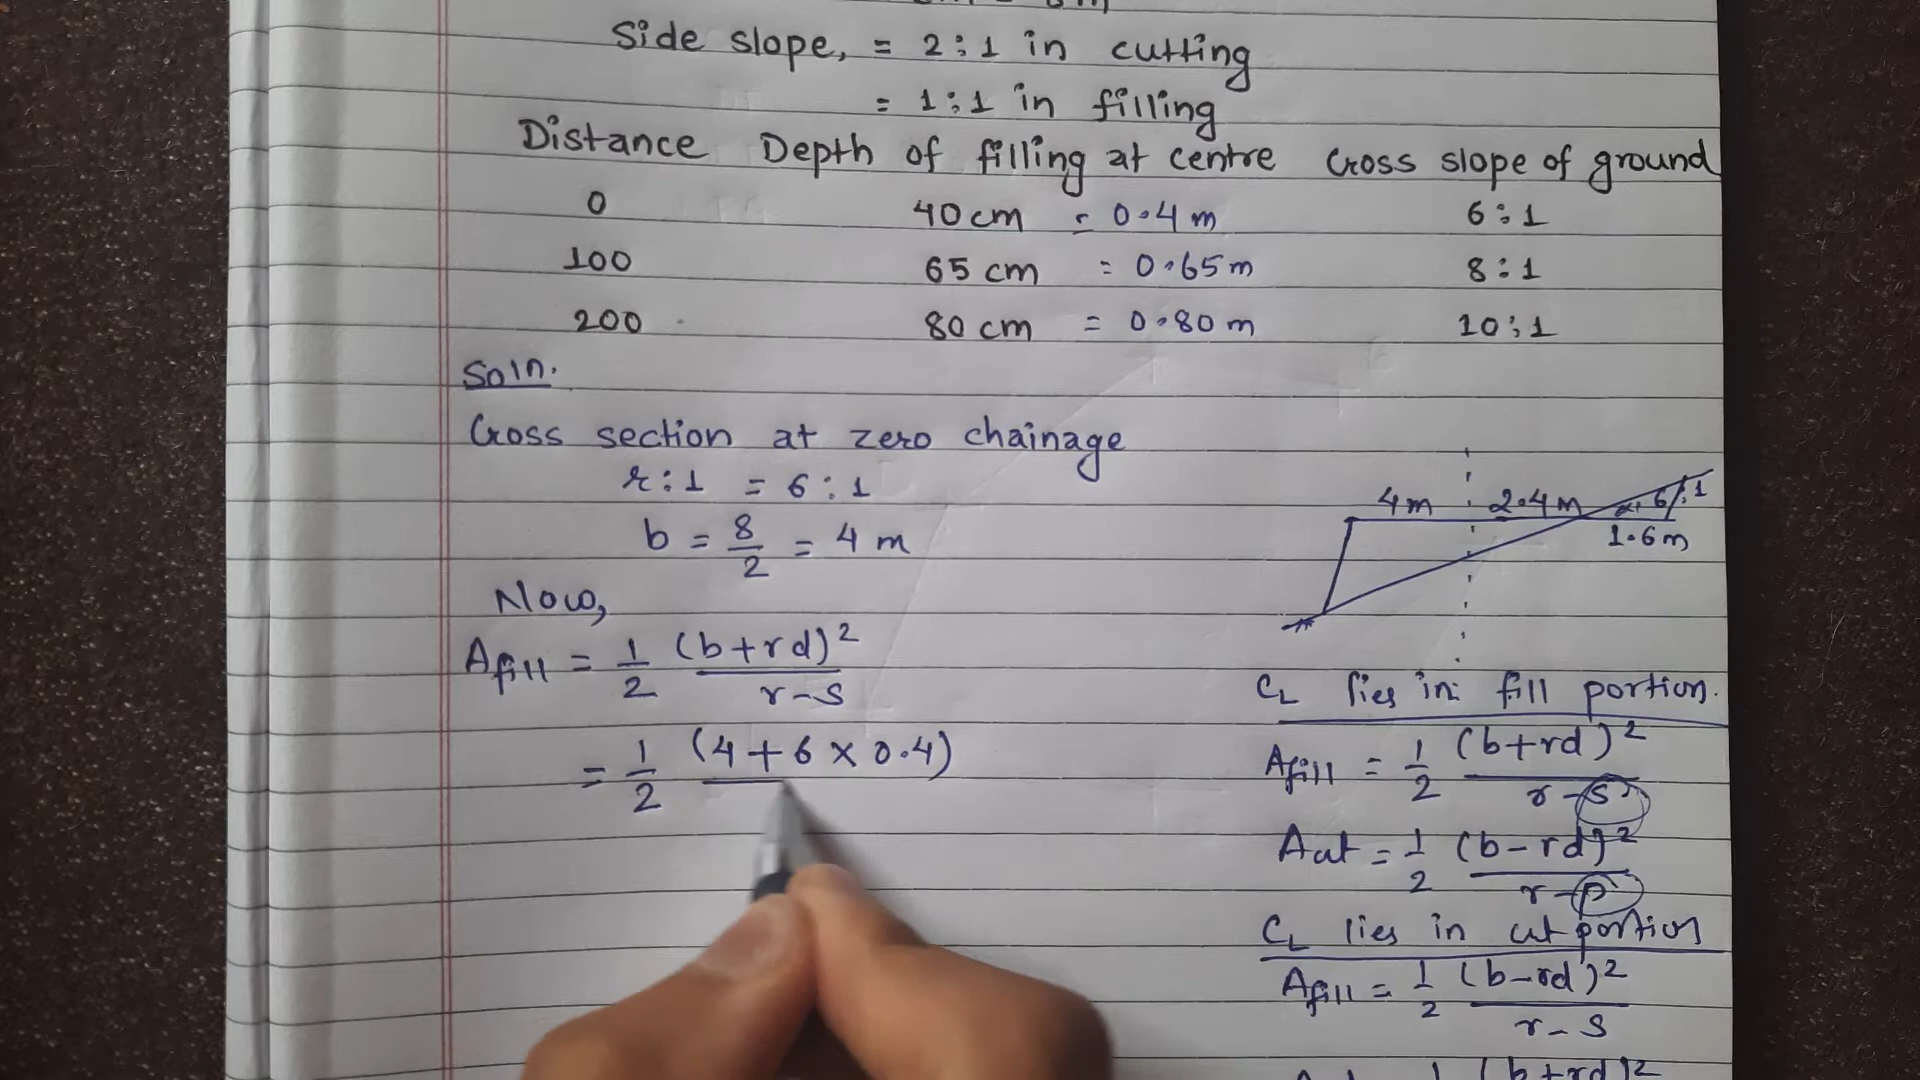 Side slope, = 2:1 in cutting
= 1:1 in filling
Distance Depth of filling at centre Cross slope of ground
0 40 cm = 0.4 m 6:1
100 65 cm = 0.65 m 8:1
200 80 cm = 0.80 m 10:1
Soln.
Cross section at zero chainage
r:1 = 6:1
b = 8/2 = 4 m
Now,
Afill = 1/2 (b+rd)²/r-s
= 1/2 (4+6×0.4)
4m 2.4m 6:1
1.6m
CL lies in fill portion.
Afill = 1/2 (b+rd)²/r-s
Acut = 1/2 (b-rd)²/r-p
CL lies in cut portion
Afill = 1/2 (b-rd)²/r-s
1 (b+rd)²